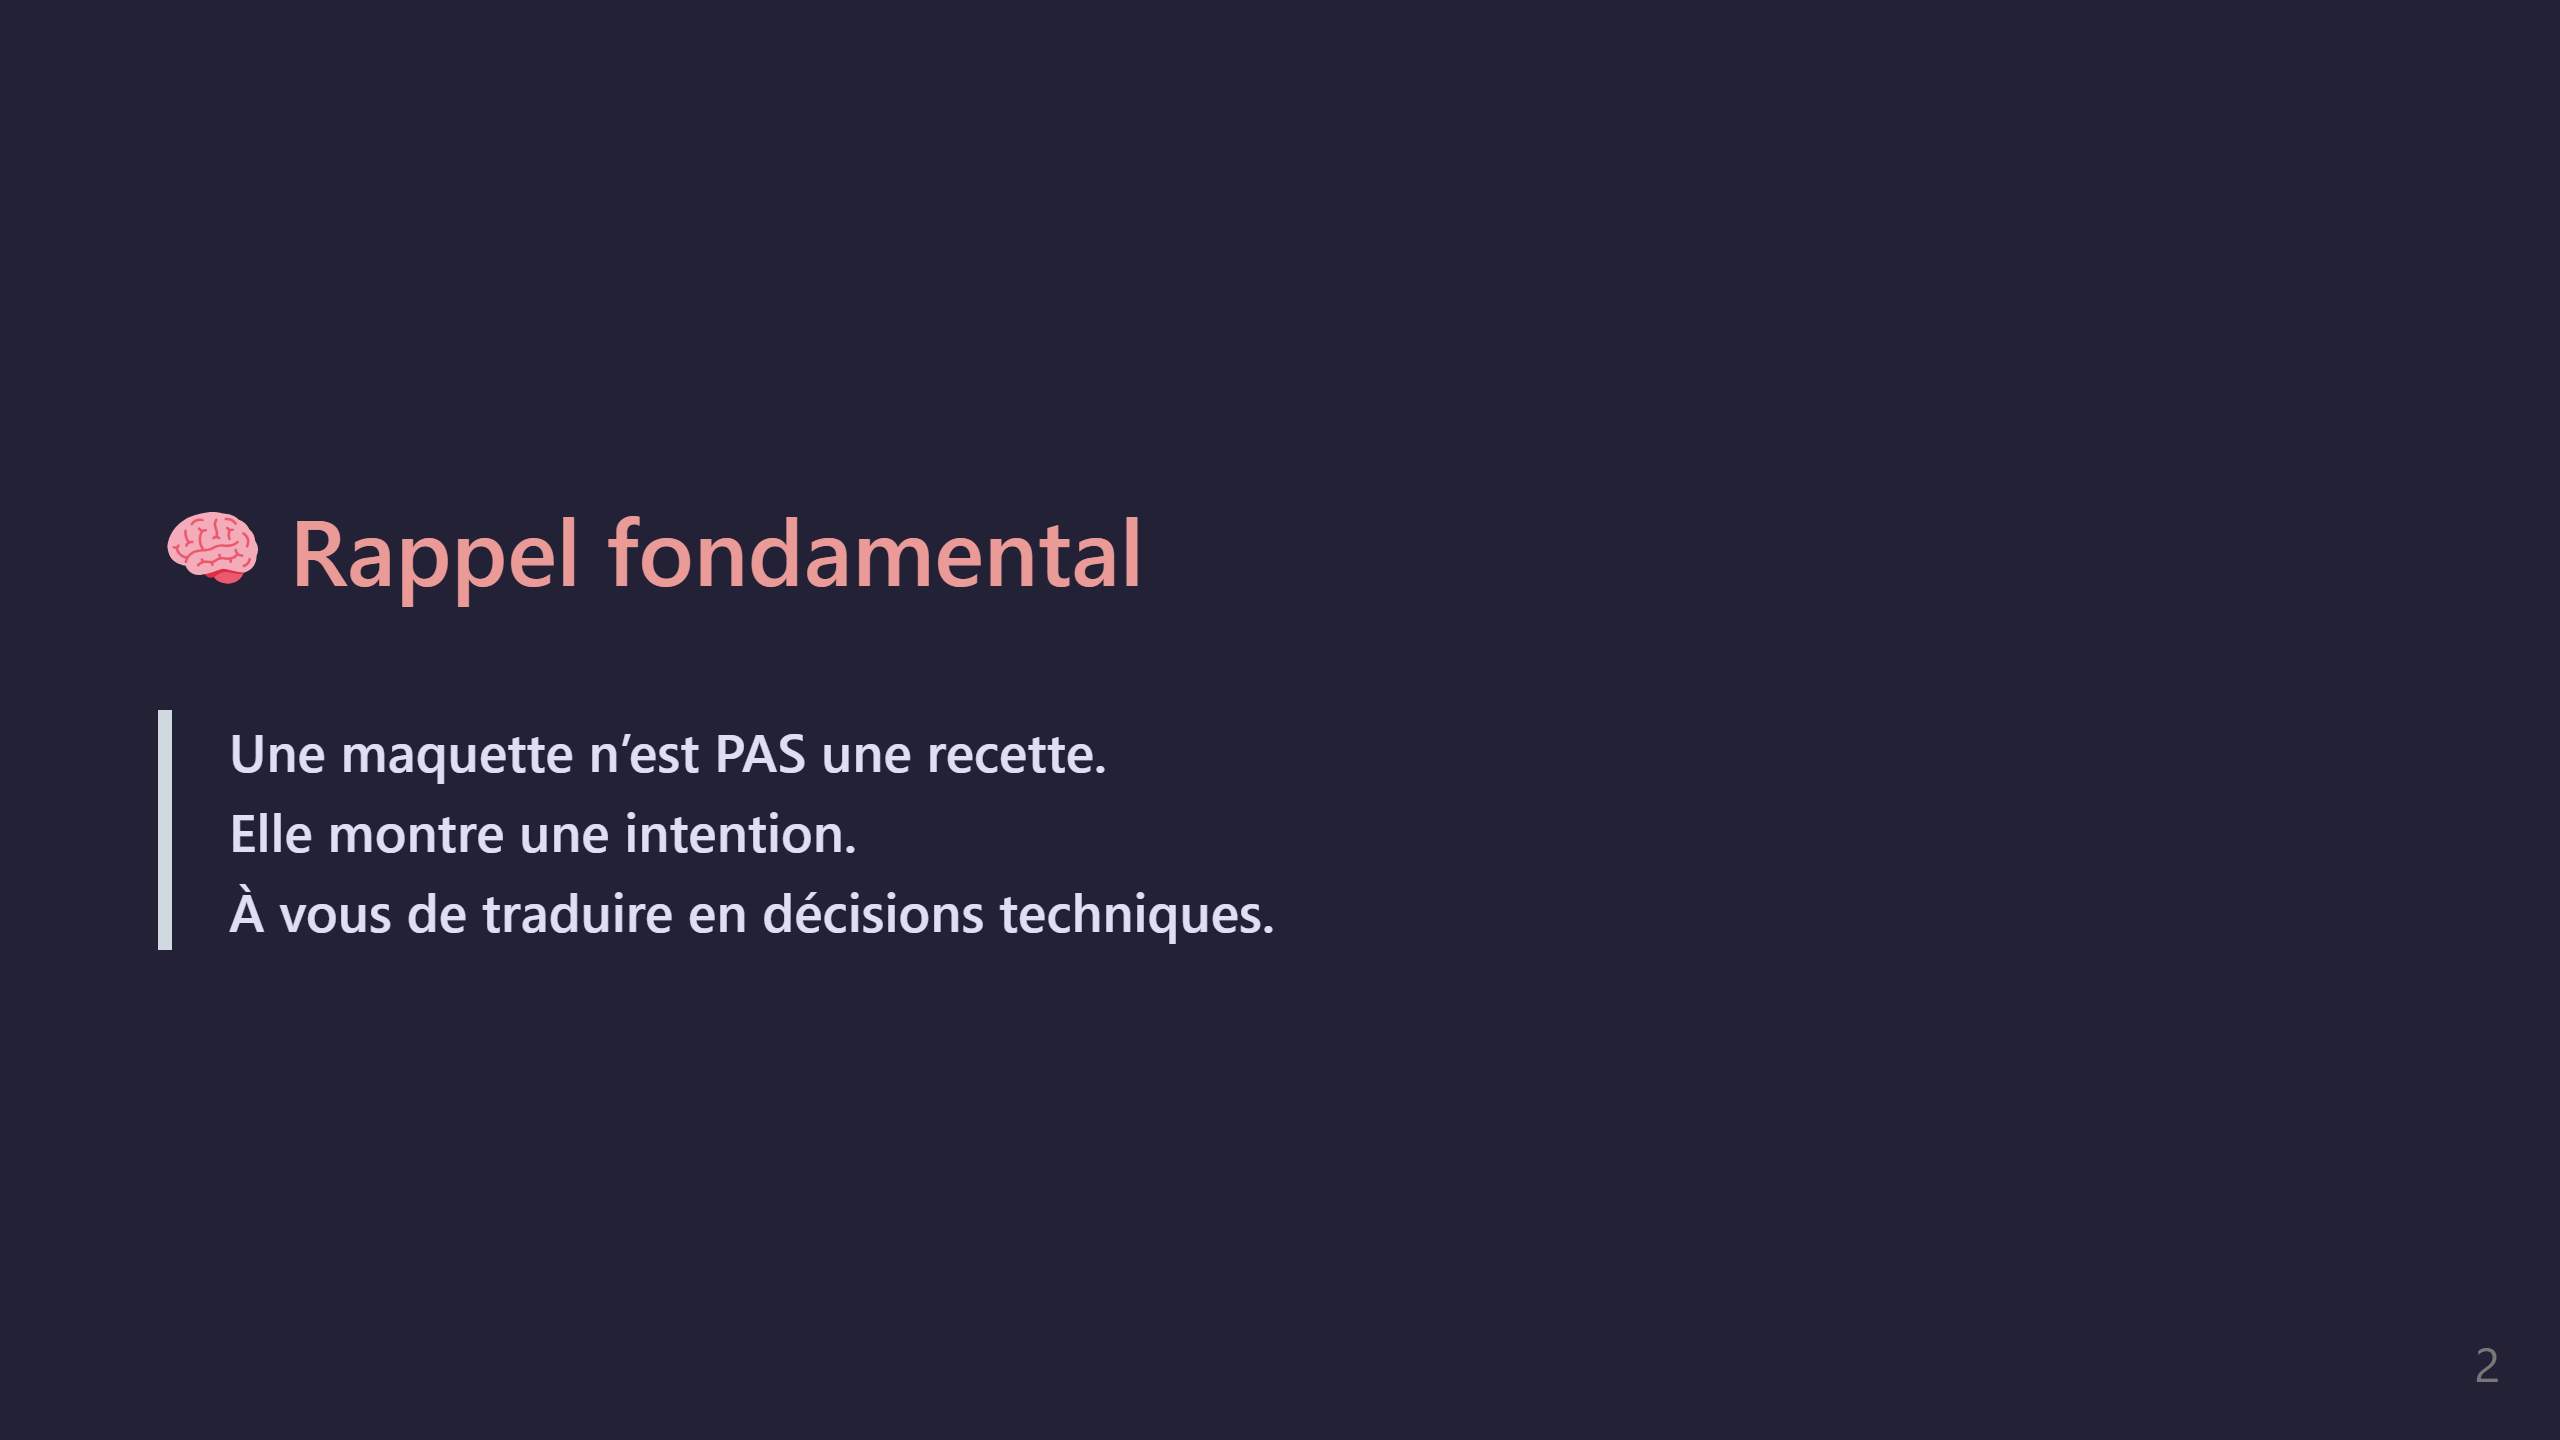 🧠 Rappel fondamental
Une maquette n’est PAS une recette.
Elle montre une intention.
À vous de traduire en décisions techniques.
2